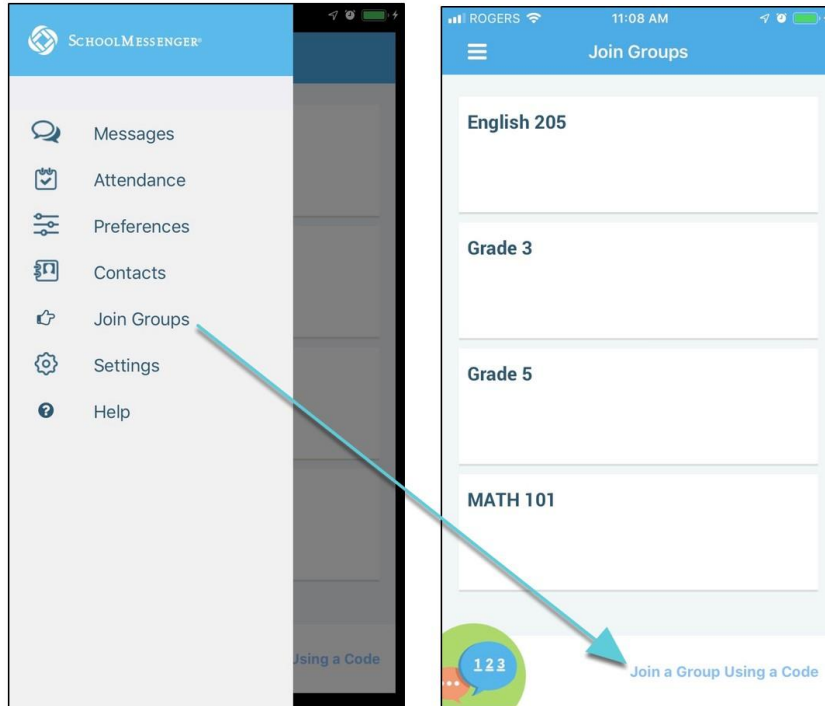 SCHOOLMESSENGER®
Messages
Attendance
Preferences
Contacts
Join Groups
Settings
Help
Using a Code
ROGERS 11:08 AM
Join Groups
English 205
Grade 3
Grade 5
MATH 101
123
Join a Group Using a Code